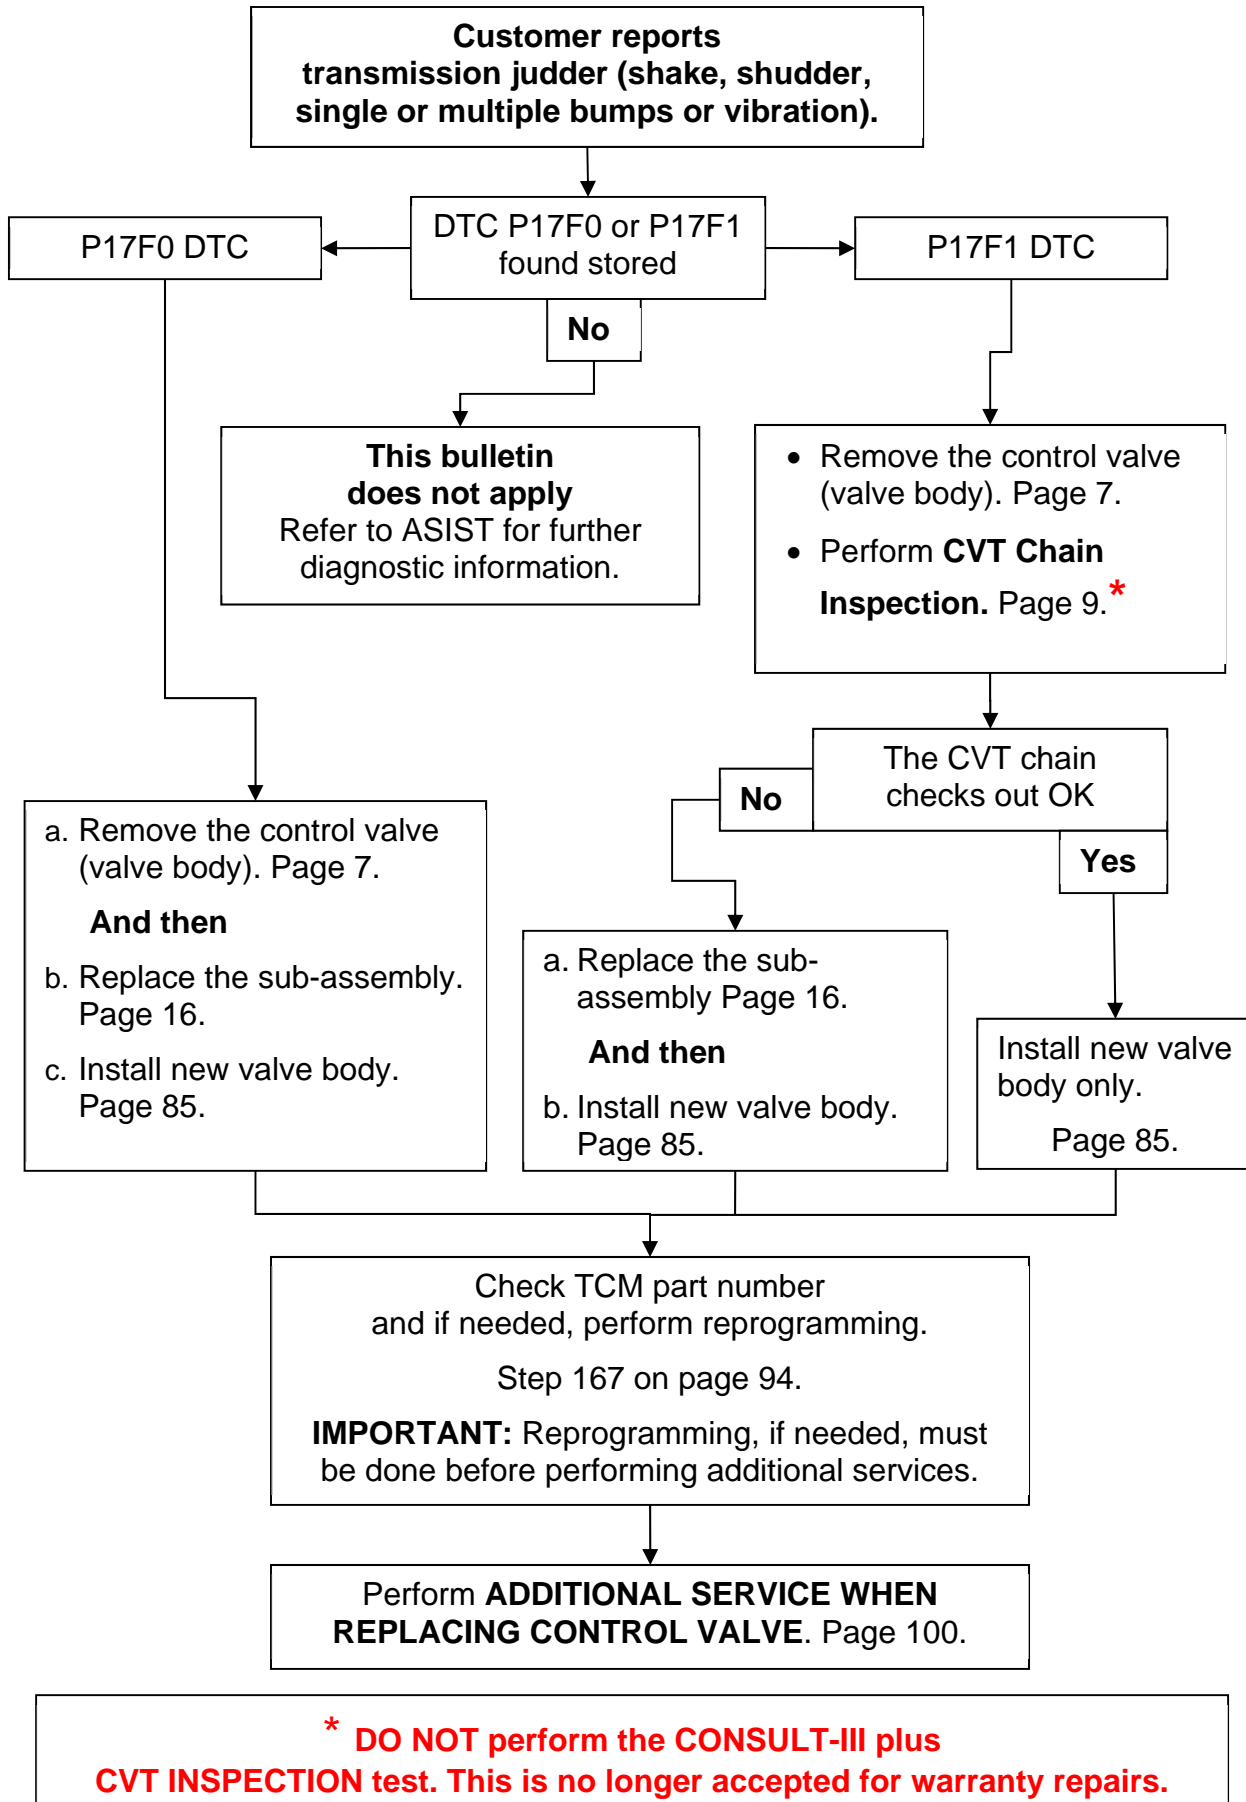 Customer reports
transmission judder (shake, shudder,
single or multiple bumps or vibration).
P17F0 DTC
DTC P17F0 or P17F1
found stored
P17F1 DTC
No
This bulletin
does not apply
Refer to ASIST for further
diagnostic information.
• Remove the control valve
(valve body). Page 7.
• Perform CVT Chain
Inspection. Page 9.*
The CVT chain
checks out OK
No
Yes
a. Remove the control valve
(valve body). Page 7.
And then
b. Replace the sub-assembly.
Page 16.
c. Install new valve body.
Page 85.
a. Replace the sub-
assembly Page 16.
And then
b. Install new valve body.
Page 85.
Install new valve
body only.
Page 85.
Check TCM part number
and if needed, perform reprogramming.
Step 167 on page 94.
IMPORTANT: Reprogramming, if needed, must
be done before performing additional services.
Perform ADDITIONAL SERVICE WHEN
REPLACING CONTROL VALVE. Page 100.
* DO NOT perform the CONSULT-III plus
CVT INSPECTION test. This is no longer accepted for warranty repairs.